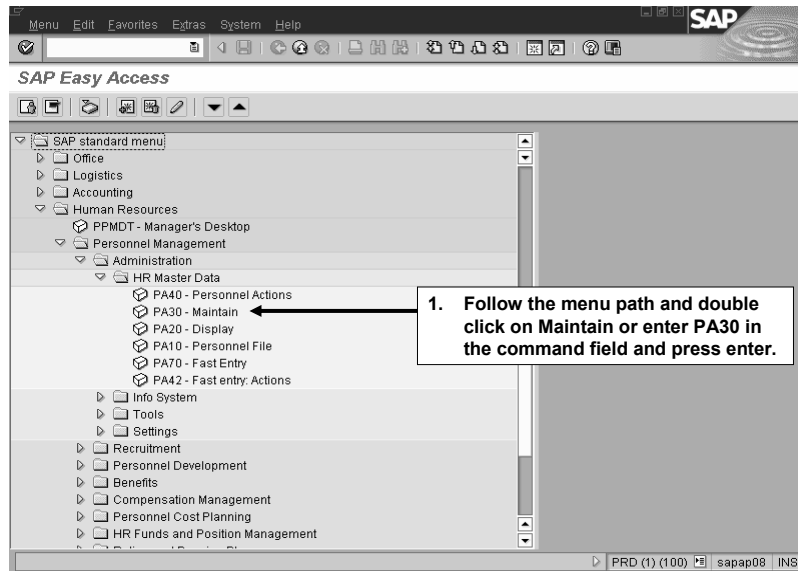 Menu Edit Favorites Extras System Help
SAP
SAP Easy Access
SAP standard menu
Office
Logistics
Accounting
Human Resources
PPMDT - Manager's Desktop
Personnel Management
Administration
HR Master Data
PA40 - Personnel Actions
PA30 - Maintain
PA20 - Display
PA10 - Personnel File
PA70 - Fast Entry
PA42 - Fast entry: Actions
1. Follow the menu path and double
click on Maintain or enter PA30 in
the command field and press enter.
Info System
Tools
Settings
Recruitment
Personnel Development
Benefits
Compensation Management
Personnel Cost Planning
HR Funds and Position Management
PRD (1) (100) sapap08 INS